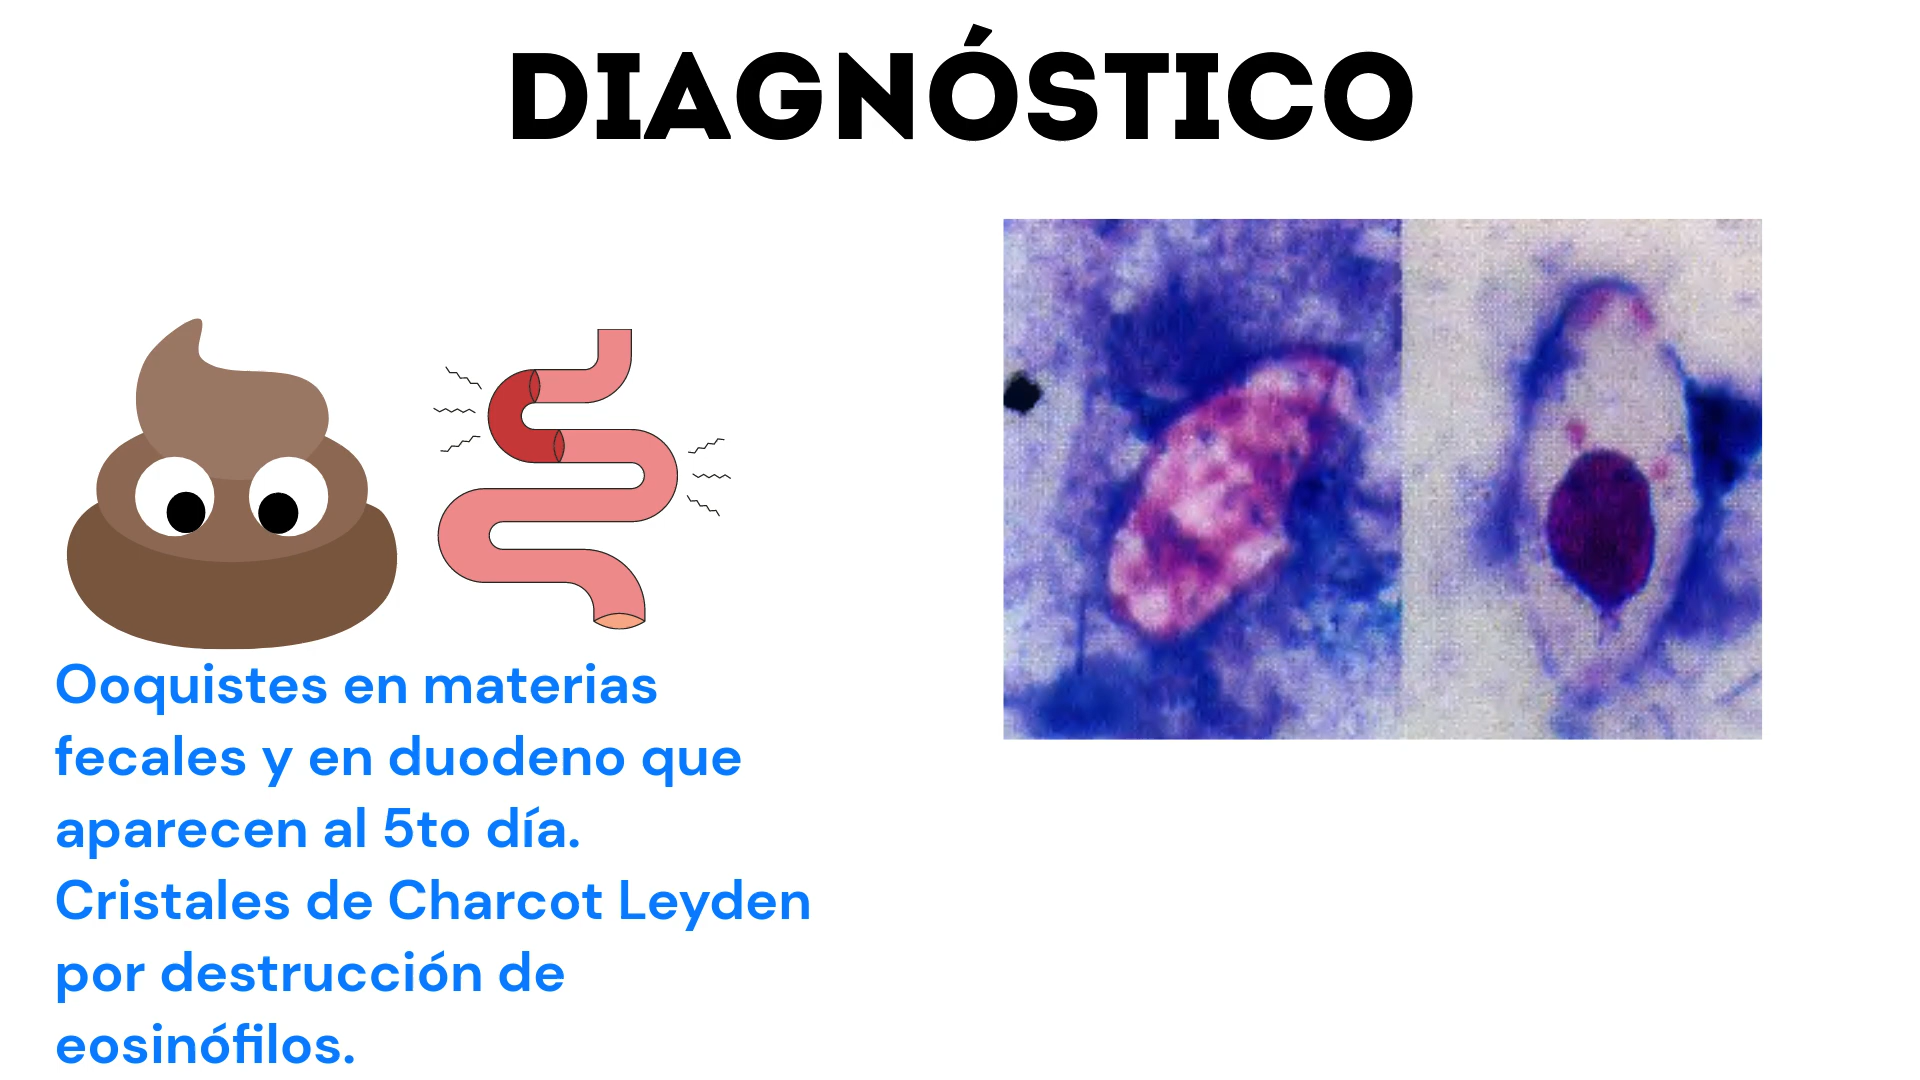 DIAGNÓSTICO
Ooquistes en materias
fecales y en duodeno que
aparecen al 5to día.
Cristales de Charcot Leyden
por destrucción de
eosinófilos.